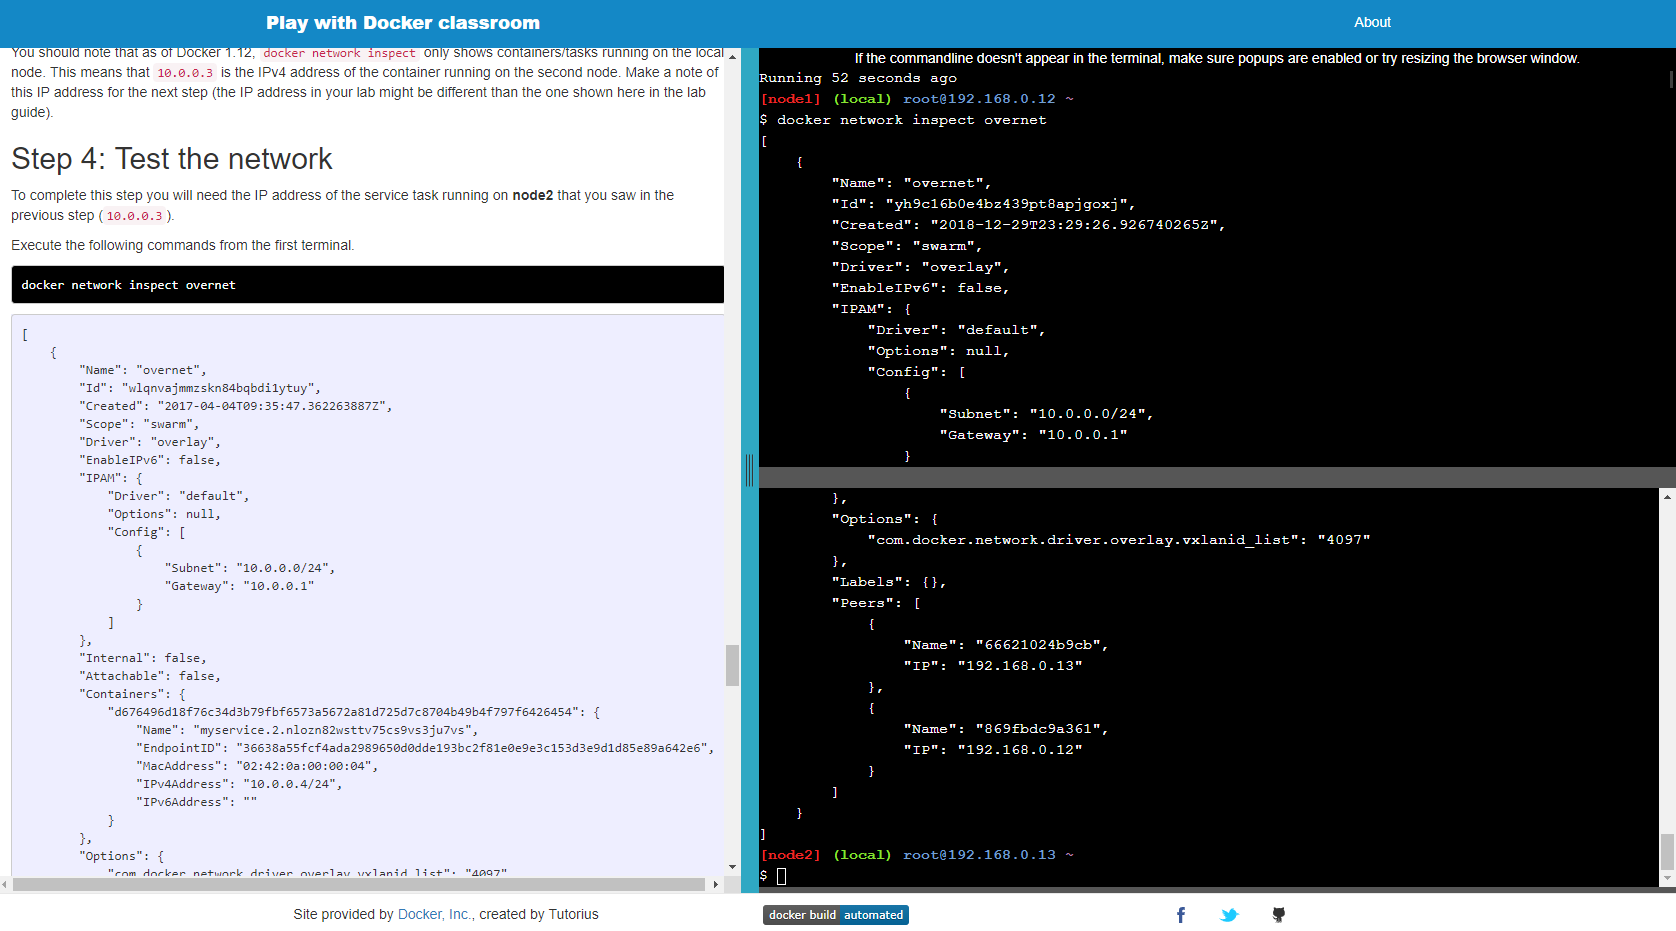 Play with Docker classroom
About
You should note that as of Docker 1.12, docker network inspect only shows containers/tasks running on the local
node. This means that 10.0.0.3 is the IPv4 address of the container running on the second node. Make a note of
this IP address for the next step (the IP address in your lab might be different than the one shown here in the lab
guide).
Step 4: Test the network
To complete this step you will need the IP address of the service task running on node2 that you saw in the
previous step ( 10.0.0.3 ).
Execute the following commands from the first terminal.
docker network inspect overnet
[
    {
        "Name": "overnet",
        "Id": "wlqnvajmmzskn84bqbdi1ytuy",
        "Created": "2017-04-04T09:35:47.362263887Z",
        "Scope": "swarm",
        "Driver": "overlay",
        "EnableIPv6": false,
        "IPAM": {
            "Driver": "default",
            "Options": null,
            "Config": [
                {
                    "Subnet": "10.0.0.0/24",
                    "Gateway": "10.0.0.1"
                }
            ]
        },
        "Internal": false,
        "Attachable": false,
        "Containers": {
            "d676496d18f76c34d3b79fbf6573a5672a81d725d7c8704b49b4f797f6426454": {
                "Name": "myservice.2.nlozn82wsttv75cs9vs3ju7vs",
                "EndpointID": "36638a55fcf4ada2989650d0dde193bc2f81e0e9e3c153d3e9d1d85e89a642e6",
                "MacAddress": "02:42:0a:00:00:04",
                "IPv4Address": "10.0.0.4/24",
                "IPv6Address": ""
            }
        },
        "Options": {
            "com.docker.network.driver.overlay.vxlanid_list": "4097"
If the commandline doesn't appear in the terminal, make sure popups are enabled or try resizing the browser window.
Running 52 seconds ago
[node1] (local) root@192.168.0.12 ~
$ docker network inspect overnet
[
    {
        "Name": "overnet",
        "Id": "yh9c16b0e4bz439pt8apjgoxj",
        "Created": "2018-12-29T23:29:26.926740265Z",
        "Scope": "swarm",
        "Driver": "overlay",
        "EnableIPv6": false,
        "IPAM": {
            "Driver": "default",
            "Options": null,
            "Config": [
                {
                    "Subnet": "10.0.0.0/24",
                    "Gateway": "10.0.0.1"
                }
        },
        "Options": {
            "com.docker.network.driver.overlay.vxlanid_list": "4097"
        },
        "Labels": {},
        "Peers": [
            {
                "Name": "66621024b9cb",
                "IP": "192.168.0.13"
            },
            {
                "Name": "869fbdc9a361",
                "IP": "192.168.0.12"
            }
        ]
    }
]
[node2] (local) root@192.168.0.13 ~
$
Site provided by Docker, Inc., created by Tutorius
docker build automated